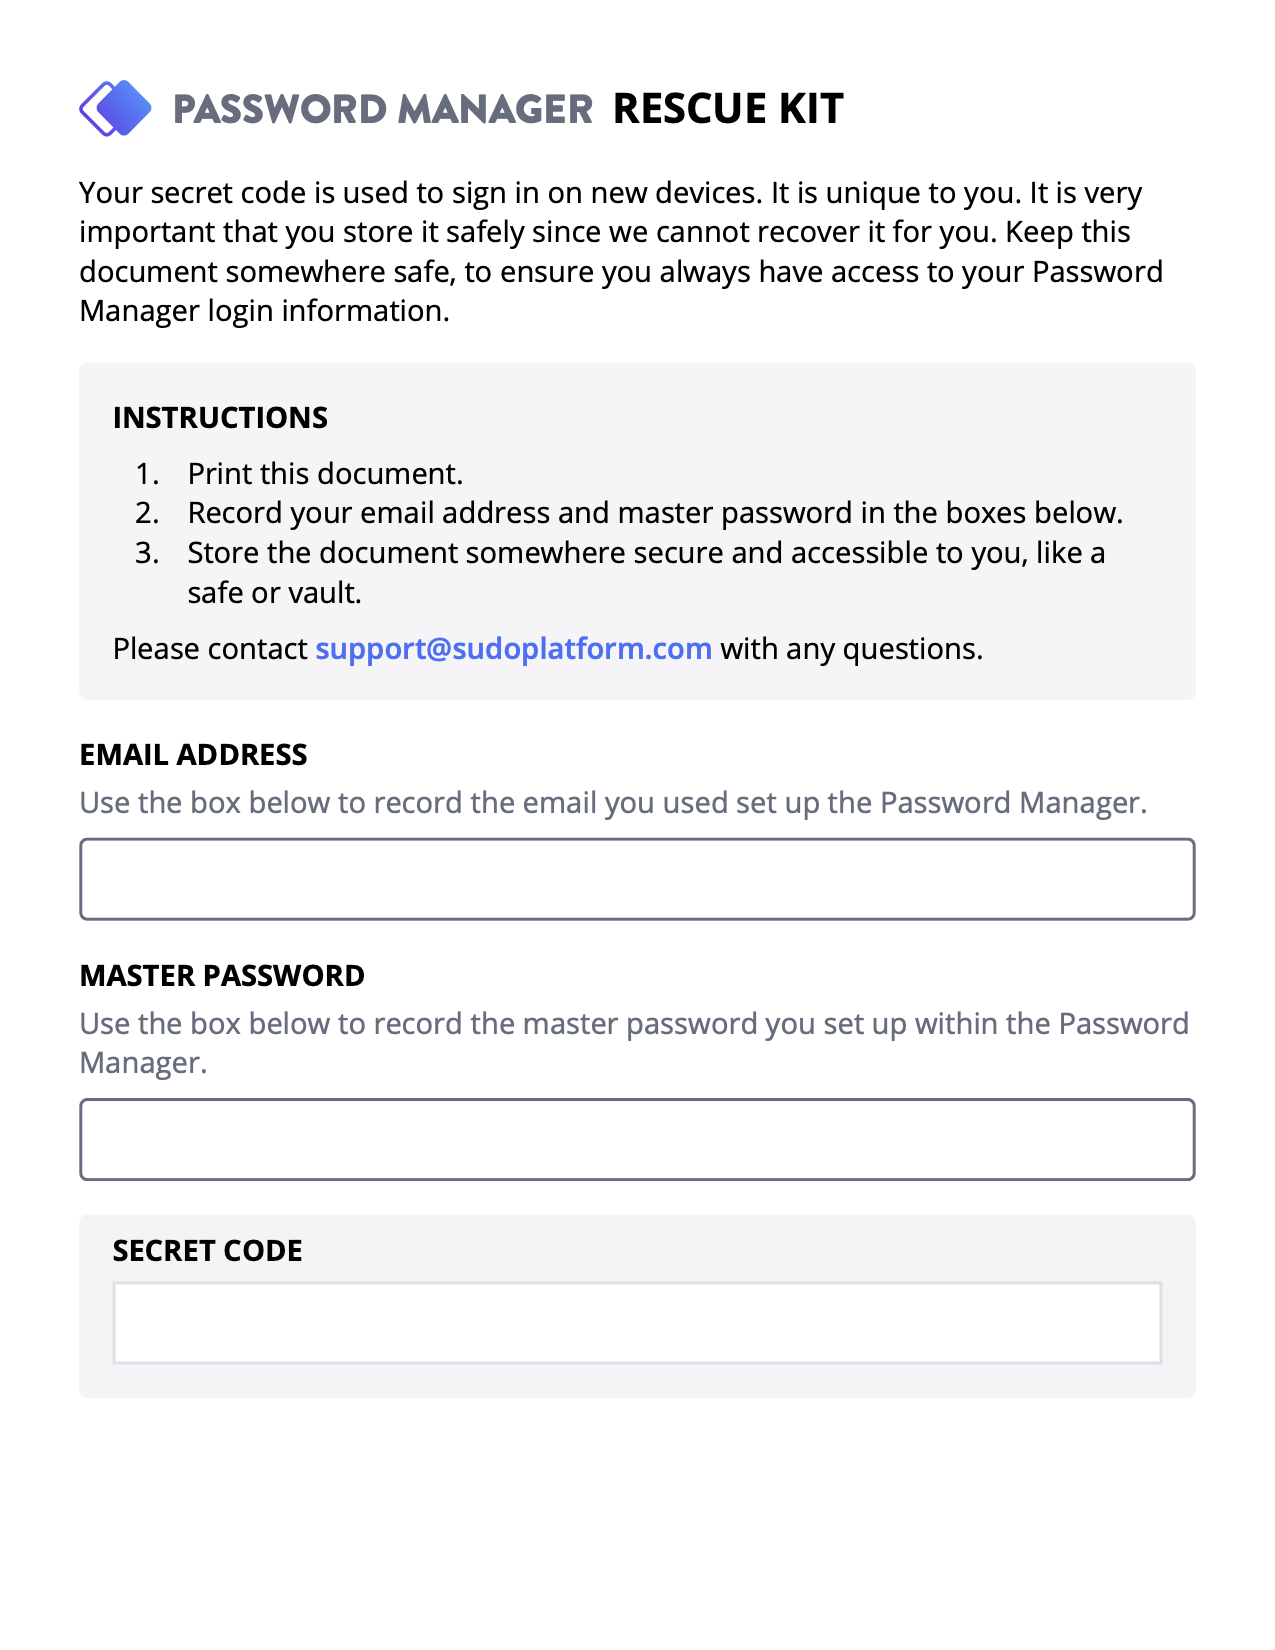 PASSWORD MANAGER RESCUE KIT
Your secret code is used to sign in on new devices. It is unique to you. It is very
important that you store it safely since we cannot recover it for you. Keep this
document somewhere safe, to ensure you always have access to your Password
Manager login information.
INSTRUCTIONS
1. Print this document.
2. Record your email address and master password in the boxes below.
3. Store the document somewhere secure and accessible to you, like a
safe or vault.
Please contact support@sudoplatform.com with any questions.
EMAIL ADDRESS
Use the box below to record the email you used set up the Password Manager.
MASTER PASSWORD
Use the box below to record the master password you set up within the Password
Manager.
SECRET CODE